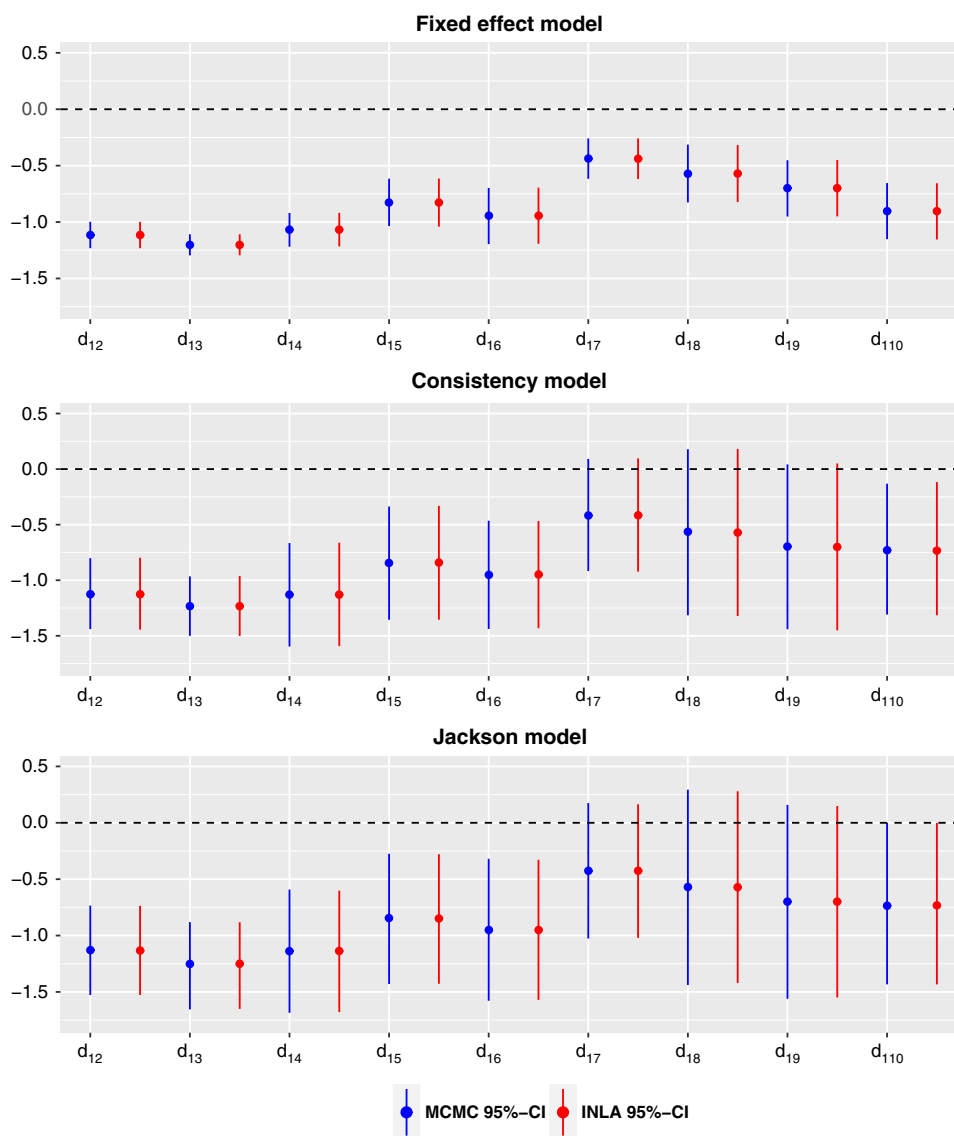 Fixed effect model
0.5
0.0
−0.5
−1.0
−1.5
d12 d13 d14 d15 d16 d17 d18 d19 d110
Consistency model
0.5
0.0
−0.5
−1.0
−1.5
d12 d13 d14 d15 d16 d17 d18 d19 d110
Jackson model
0.5
0.0
−0.5
−1.0
−1.5
d12 d13 d14 d15 d16 d17 d18 d19 d110
MCMC 95%−CI INLA 95%−CI